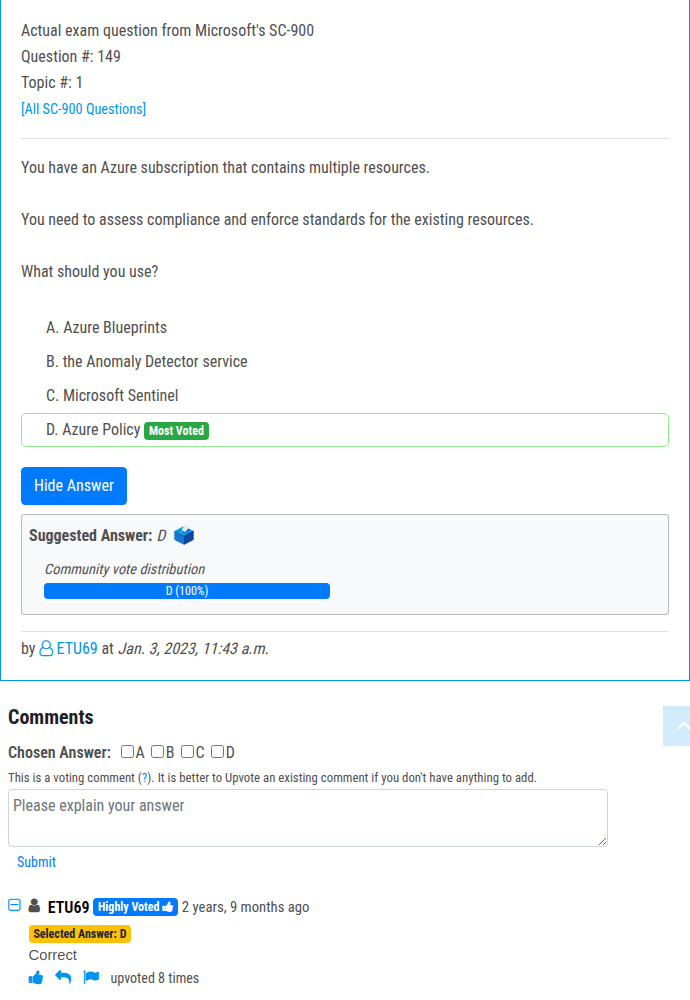 Actual exam question from Microsoft's SC-900
Question #: 149
Topic #: 1
[All SC-900 Questions]
You have an Azure subscription that contains multiple resources.
You need to assess compliance and enforce standards for the existing resources.
What should you use?
A. Azure Blueprints
B. the Anomaly Detector service
C. Microsoft Sentinel
D. Azure Policy Most Voted
Hide Answer
Suggested Answer: D
Community vote distribution
D (100%)
by ETU69 at Jan. 3, 2023, 11:43 a.m.
Comments
Chosen Answer: A B C D
This is a voting comment (?). It is better to Upvote an existing comment if you don't have anything to add.
Please explain your answer
Submit
ETU69 Highly Voted 2 years, 9 months ago
Selected Answer: D
Correct
upvoted 8 times